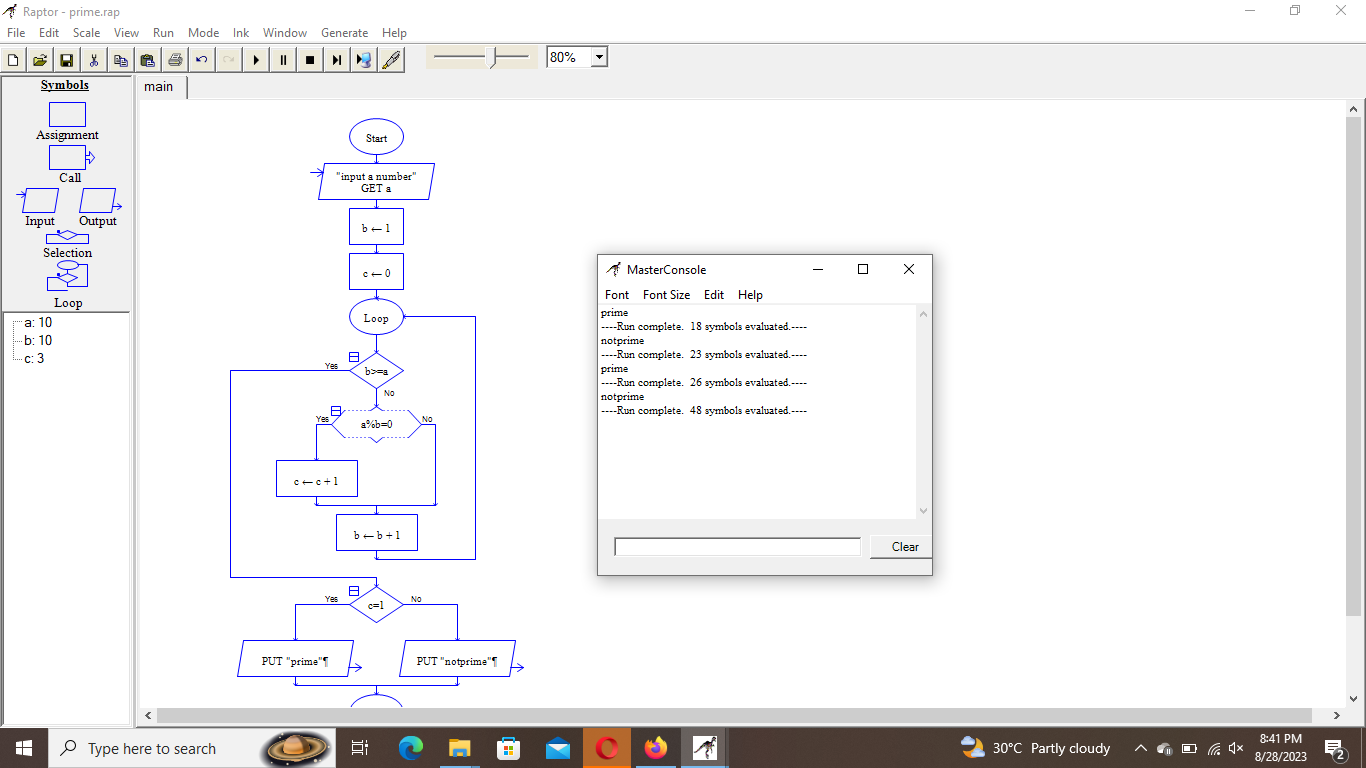 Raptor - prime.rap
File Edit Scale View Run Mode Ink Window Generate Help
80%
Symbols
main
Assignment
Call
Input Output
Selection
Loop
a: 10
b: 10
c: 3
Start
"input a number"
GET a
b ← 1
c ← 0
Loop
Yes
b>=a
No
Yes
a%b=0
No
c ← c + 1
b ← b + 1
Yes
c=1
No
PUT "prime"¶
PUT "notprime"¶
MasterConsole
Font Font Size Edit Help
prime
----Run complete. 18 symbols evaluated.----
notprime
----Run complete. 23 symbols evaluated.----
prime
----Run complete. 26 symbols evaluated.----
notprime
----Run complete. 48 symbols evaluated.----
Clear
Type here to search
30°C Partly cloudy
8:41 PM
8/28/2023
2